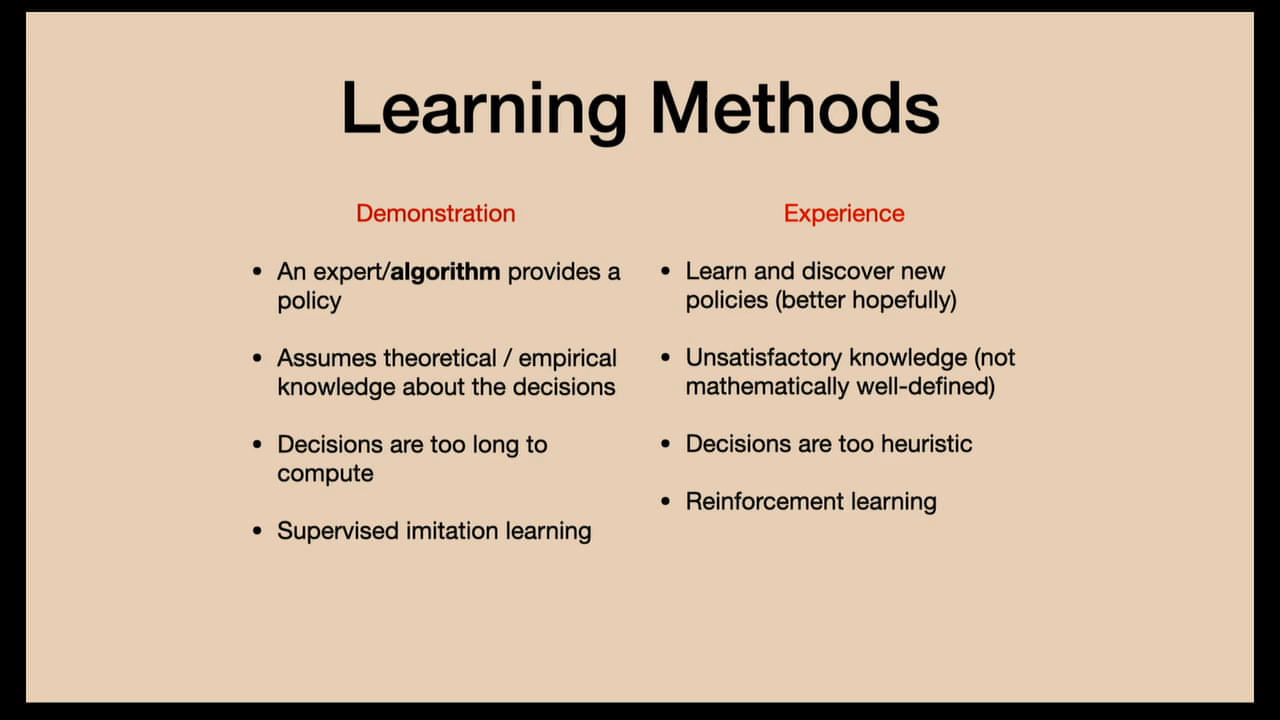 Learning Methods
Demonstration
• An expert/algorithm provides a
policy
• Assumes theoretical / empirical
knowledge about the decisions
• Decisions are too long to
compute
• Supervised imitation learning
Experience
• Learn and discover new
policies (better hopefully)
• Unsatisfactory knowledge (not
mathematically well-defined)
• Decisions are too heuristic
• Reinforcement learning